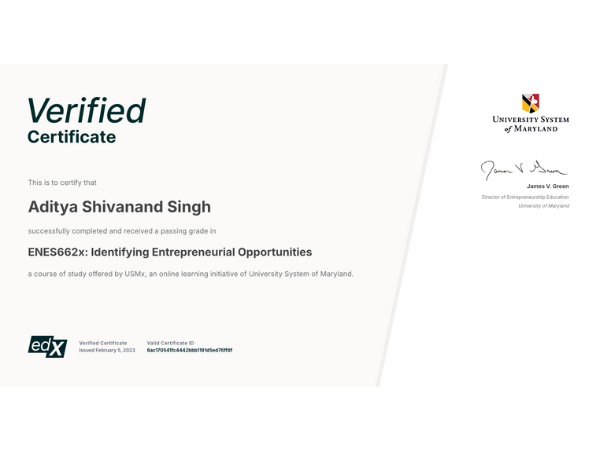 Verified
Certificate
This is to certify that
Aditya Shivanand Singh
successfully completed and received a passing grade in
ENES662x: Identifying Entrepreneurial Opportunities
a course of study offered by USMx, an online learning initiative of University System of Maryland.
edX
Verified Certificate
Issued February 5, 2023
Valid Certificate ID
UNIVERSITY SYSTEM
of MARYLAND
James V. Green
James V. Green
Director of Entrepreneurship Education
University of Maryland